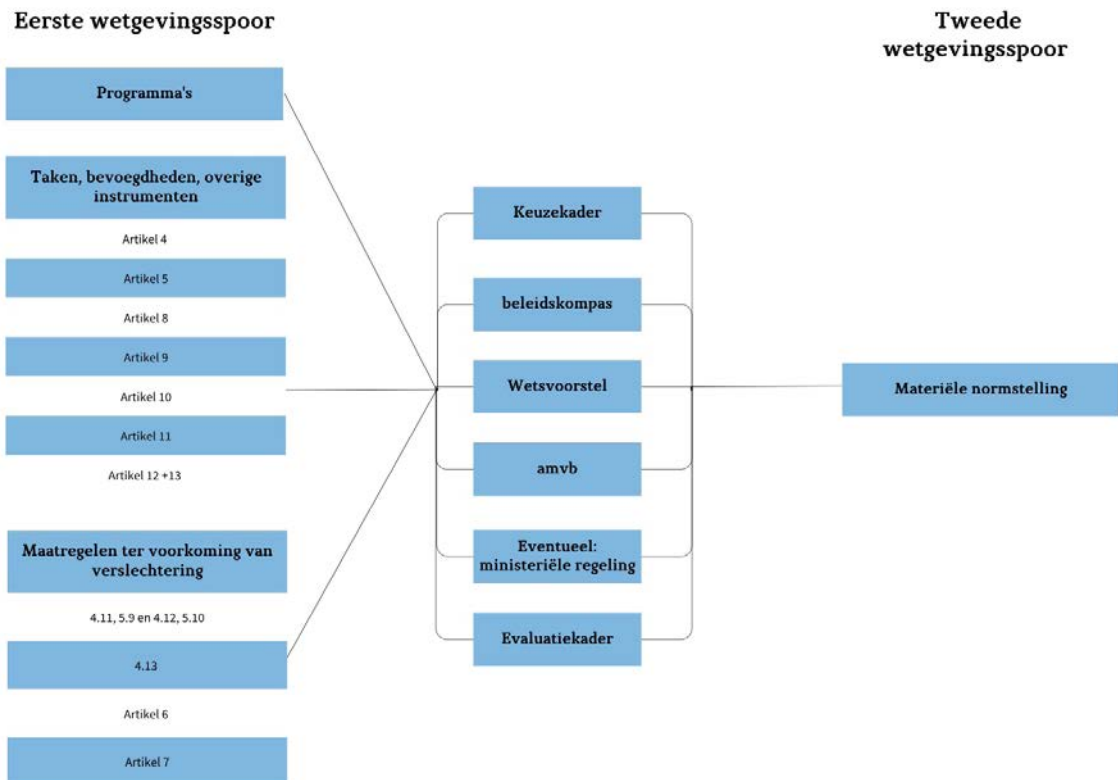 Eerste wetgevingsspoor
Programma's
Taken, bevoegdheden, overige
instrumenten
Artikel 4
Artikel 5
Artikel 8
Artikel 9
Artikel 10
Artikel 11
Artikel 12 +13
Maatregelen ter voorkoming van
verslechtering
4.11, 5.9 en 4.12, 5.10
4.13
Artikel 6
Artikel 7
Keuzekader
beleidskompas
Wetsvoorstel
amvb
Eventueel:
ministeriële regeling
Evaluatiekader
Tweede
wetgevingsspoor
Materiële normstelling